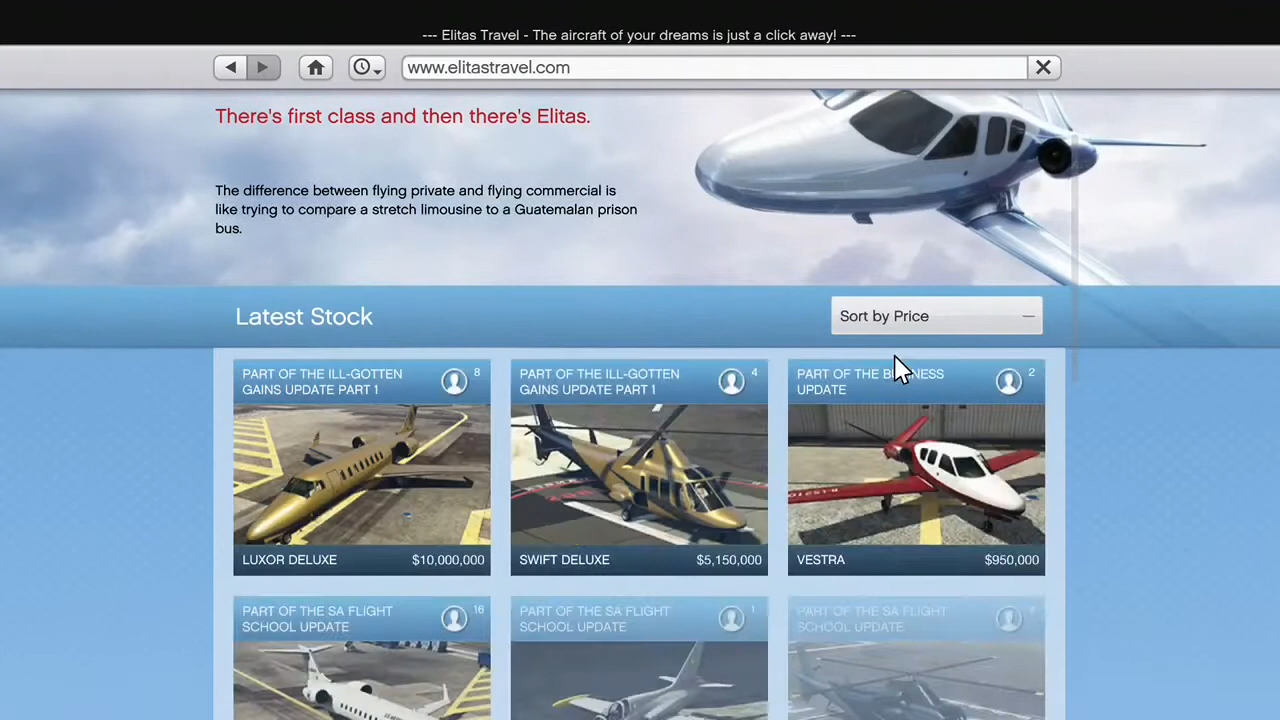 --- Elitas Travel - The aircraft of your dreams is just a click away! ---
www.elitastravel.com
There's first class and then there's Elitas.
The difference between flying private and flying commercial is
like trying to compare a stretch limousine to a Guatemalan prison
bus.
Latest Stock
Sort by Price
PART OF THE ILL-GOTTEN
GAINS UPDATE PART 1
8
PART OF THE ILL-GOTTEN
GAINS UPDATE PART 1
4
PART OF THE BUSINESS
UPDATE
2
LUXOR DELUXE $10,000,000
SWIFT DELUXE $5,150,000
VESTRA $950,000
PART OF THE SA FLIGHT
SCHOOL UPDATE
16
PART OF THE SA FLIGHT
SCHOOL UPDATE
1
PART OF THE SA FLIGHT
SCHOOL UPDATE